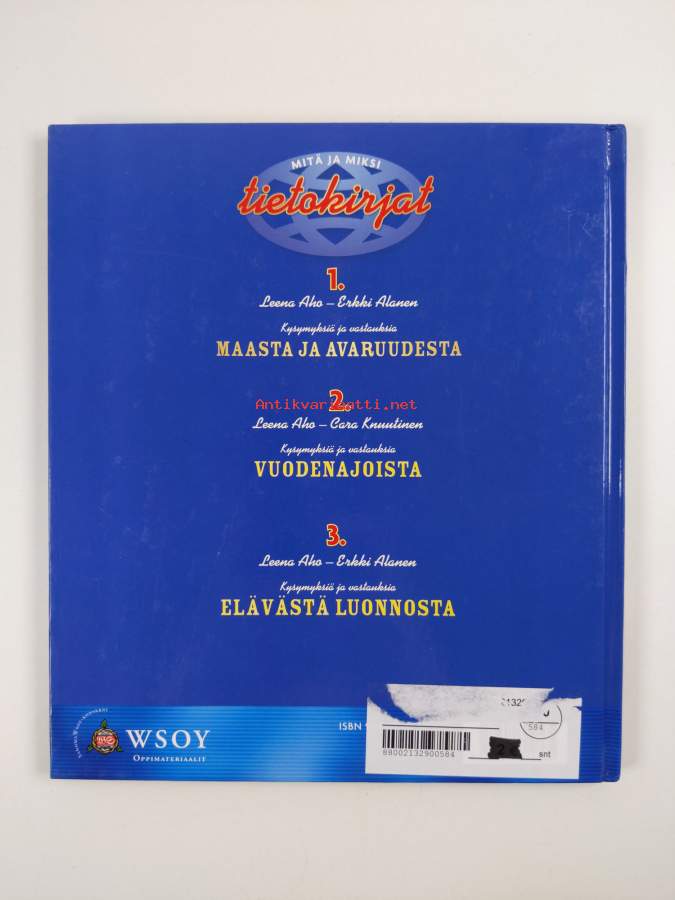 MITÄ JA MIKSI
tietokirjat
1.
Leena Aho – Erkki Alanen
Kysymyksiä ja vastauksia
MAASTA JA AVARUUDESTA
Antikvariaatti.net
2.
Leena Aho – Cara Knuutinen
Kysymyksiä ja vastauksia
VUODENAJOISTA
3.
Leena Aho – Erkki Alanen
Kysymyksiä ja vastauksia
ELÄVÄSTÄ LUONNOSTA
WSOY
OPPIMATERIAALIT
ISBN
584
88002132900584
snt